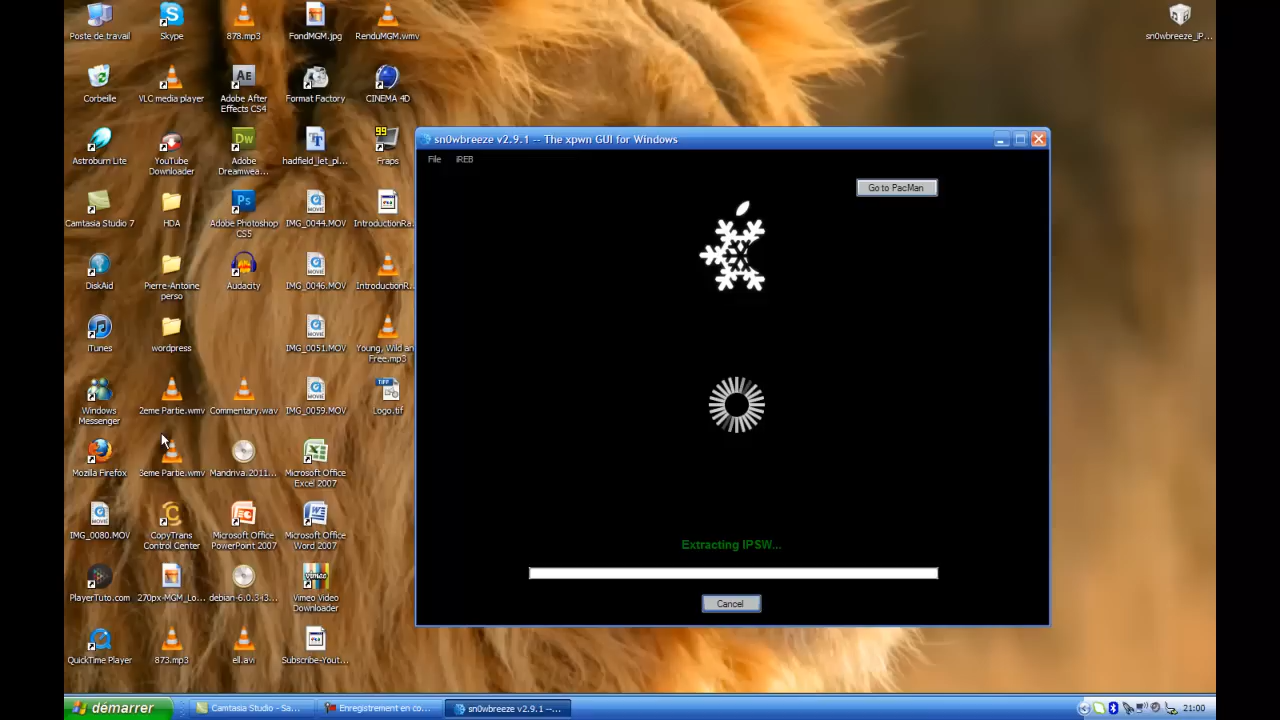 Poste de travail
Skype
878.mp3
FondMGM.jpg
RenduMGM.wmv
sn0wbreeze_iP...
Corbeille
VLC media player
Adobe After
Effects CS4
Format Factory
CINEMA 4D
Astroburn Lite
YouTube
Downloader
Adobe
Dreamwea...
hadfield_let_pl...
99
Fraps
Camtasia Studio 7
HDA
Adobe Photoshop
CS5
IMG_0044.MOV
IntroductionRa...
DiskAid
Pierre-Antoine
perso
Audacity
IMG_0046.MOV
IntroductionR...
iTunes
wordpress
IMG_0051.MOV
Young, Wild an
Free.mp3
Windows
Messenger
2eme Partie.wmv
Commentary.wav
IMG_0059.MOV
Logo.tif
Mozilla Firefox
3eme Partie.wmv
Mandriva.2011...
Microsoft Office
Excel 2007
IMG_0080.MOV
CopyTrans
Control Center
Microsoft Office
PowerPoint 2007
Microsoft Office
Word 2007
PlayerTuto.com
270px-MGM_Lo...
debian-6.0.3-i3...
Vimeo Video
Downloader
QuickTime Player
873.mp3
ell.avi
Subscribe-Yout...
sn0wbreeze v2.9.1 -- The xpwn GUI for Windows
File iREB
Go to PacMan
Extracting IPSW...
Cancel
démarrer
Camtasia Studio - Sa...
Enregistrement en co...
sn0wbreeze v2.9.1 --...
21:00